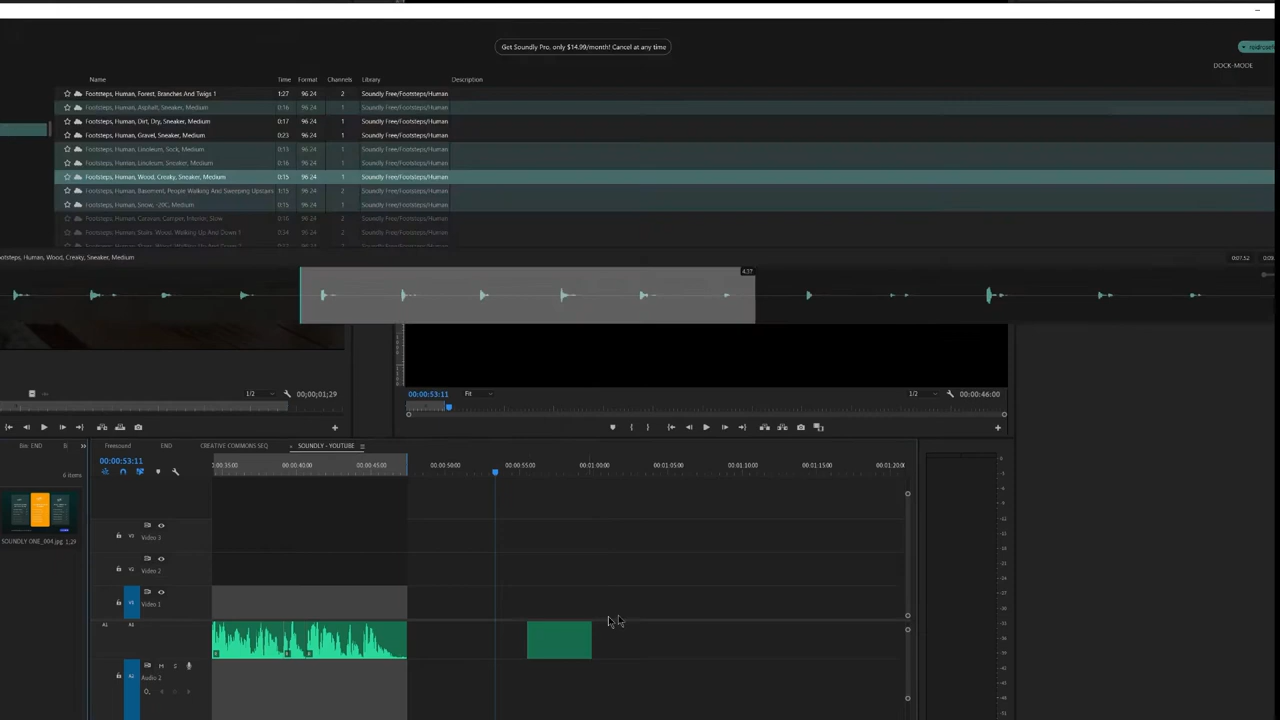 Get Soundly Pro, only $14.99/month! Cancel at any time
DOCK-MODE
Name Time Format Channels Library Description
Footsteps, Human, Forest, Branches And Twigs 1 1:27 96 24 2 Soundly Free/Footsteps/Human
Footsteps, Human, Asphalt, Sneaker, Medium 0:16 96 24 1 Soundly Free/Footsteps/Human
Footsteps, Human, Dirt, Dry, Sneaker, Medium 0:17 96 24 1 Soundly Free/Footsteps/Human
Footsteps, Human, Gravel, Sneaker, Medium 0:23 96 24 1 Soundly Free/Footsteps/Human
Footsteps, Human, Linoleum, Sock, Medium 0:13 96 24 1 Soundly Free/Footsteps/Human
Footsteps, Human, Linoleum, Sneaker, Medium 0:16 96 24 1 Soundly Free/Footsteps/Human
Footsteps, Human, Wood, Creaky, Sneaker, Medium 0:15 96 24 1 Soundly Free/Footsteps/Human
Footsteps, Human, Basement, People Walking And Sweeping Upstairs 1:15 96 24 2 Soundly Free/Footsteps/Human
Footsteps, Human, Snow, -20C, Medium 0:15 96 24 1 Soundly Free/Footsteps/Human
Footsteps, Human, Caravan, Camper, Interior, Slow 0:16 96 24 2 Soundly Free/Footsteps/Human
Footsteps, Human, Stairs, Wood, Walking Up And Down 1 0:34 96 24 2 Soundly Free/Footsteps/Human
ootsteps, Human, Wood, Creaky, Sneaker, Medium 0:07.52
4.37
1/2 00;00;01;29 00:00:53:11 Fit 1/2 00:00:46:00
Bin: END Freesound END CREATIVE COMMONS SEQ × SOUNDLY - YOUTUBE
00:00:53:11
6 items
:00:35:00 00:00:40:00 00:00:45:00 00:00:50:00 00:00:55:00 00:01:00:00 00:01:05:00 00:01:10:00 00:01:15:00 00:01:20:0
V3 Video 3
SOUNDLY ONE_004.jpg 1;29
V2 Video 2
V1 Video 1
A1
M S
A2 Audio 2